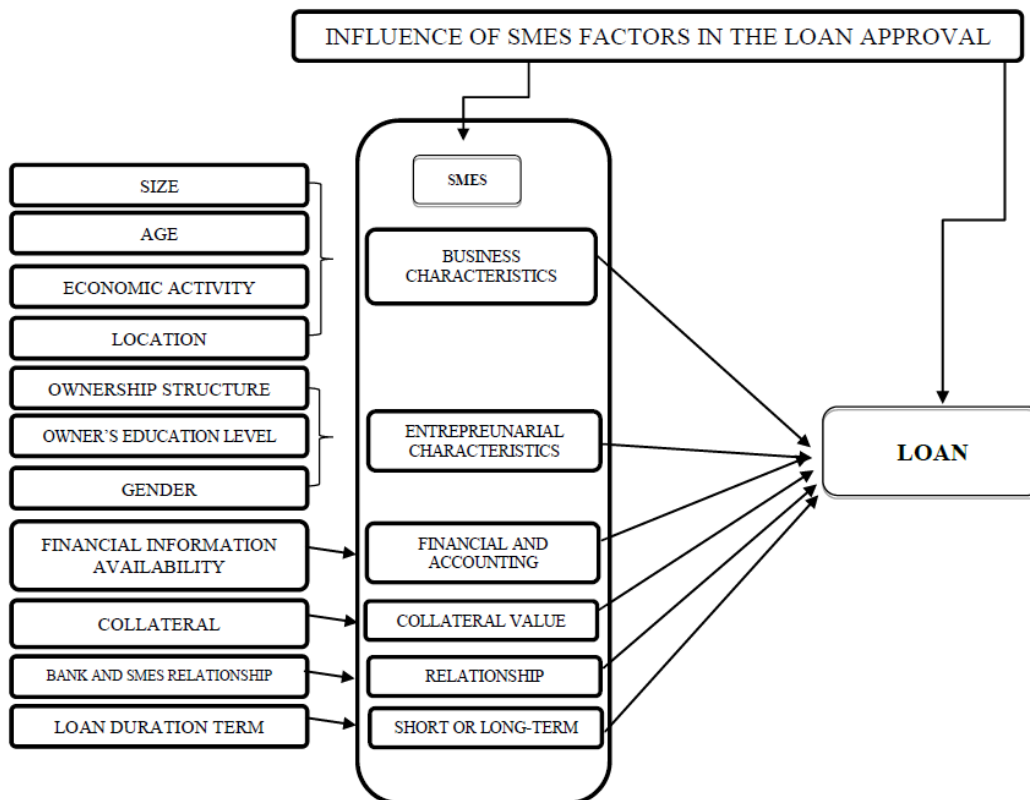 INFLUENCE OF SMES FACTORS IN THE LOAN APPROVAL
SMES
SIZE
AGE
ECONOMIC ACTIVITY
LOCATION
OWNERSHIP STRUCTURE
OWNER'S EDUCATION LEVEL
GENDER
FINANCIAL INFORMATION
AVAILABILITY
COLLATERAL
BANK AND SMES RELATIONSHIP
LOAN DURATION TERM
BUSINESS
CHARACTERISTICS
ENTREPREUNARIAL
CHARACTERISTICS
FINANCIAL AND
ACCOUNTING
COLLATERAL VALUE
RELATIONSHIP
SHORT OR LONG-TERM
LOAN